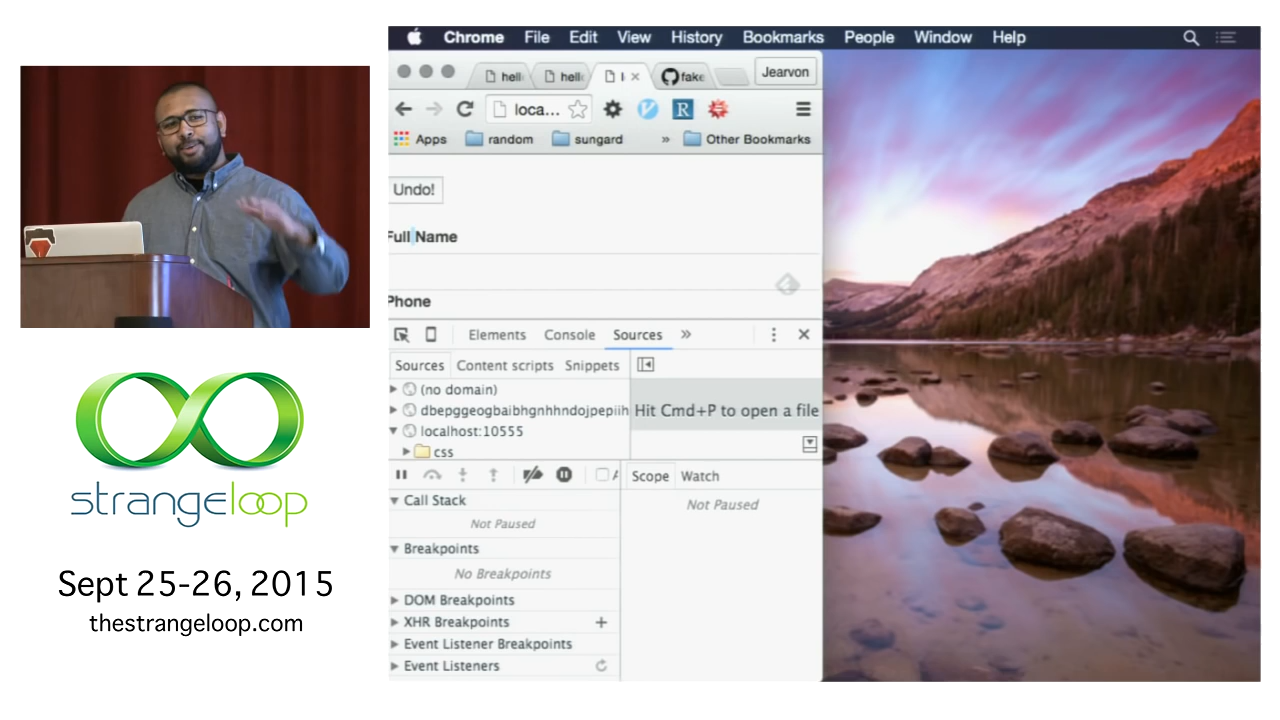 Chrome File Edit View History Bookmarks People Window Help
hell hell l fake Jearvon
loca... R
Apps random sungard » Other Bookmarks
Undo!
Full Name
Phone
Elements Console Sources »
Sources Content scripts Snippets
(no domain)
dbepggeogbaibhgnhhndojpepiih
Hit Cmd+P to open a file
localhost:10555
css
Scope Watch
Call Stack
Not Paused
Not Paused
Breakpoints
No Breakpoints
DOM Breakpoints
XHR Breakpoints +
Event Listener Breakpoints
Event Listeners
strangeloop
Sept 25-26, 2015
thestrangeloop.com